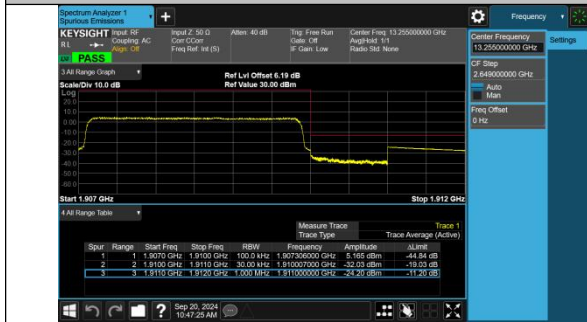 Spectrum Analyzer 1
Spurious Emissions
Frequency
KEYSIGHT Input: RF Input Z: 50 Ω Atten: 40 dB Trig: Free Run Center Freq: 13.255000000 GHz
RL Coupling: AC Corr CCorr Gate: Off Avg|Hold: 1/1
Align: Off Freq Ref: Int (S) IF Gain: Low Radio Std: None
PASS
Center Frequency
13.255000000 GHz
Settings
CF Step
2.649000000 GHz
Auto
Man
Freq Offset
0 Hz
3 All Range Graph
Ref Lvl Offset 6.19 dB
Scale/Div 10.0 dB Ref Value 30.00 dBm
Log
20.0
10.0
0.00
-10.0
-20.0
-30.0
-40.0
-50.0
-60.0
Start 1.907 GHz Stop 1.912 GHz
4 All Range Table
Measure Trace Trace 1
Trace Type Trace Average (Active)
Spur Range Start Freq Stop Freq RBW Frequency Amplitude ΔLimit
1 1 1.9070 GHz 1.9100 GHz 100.0 kHz 1.907306000 GHz 5.165 dBm -44.84 dB
2 2 1.9100 GHz 1.9110 GHz 30.00 kHz 1.910007000 GHz -32.03 dBm -19.03 dB
3 3 1.9110 GHz 1.9120 GHz 1.000 MHz 1.911000000 GHz -24.20 dBm -11.20 dB
Sep 20, 2024
10:47:25 AM